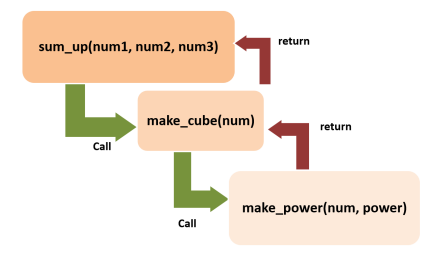 sum_up(num1, num2, num3)
return
Call
make_cube(num)
return
Call
make_power(num, power)